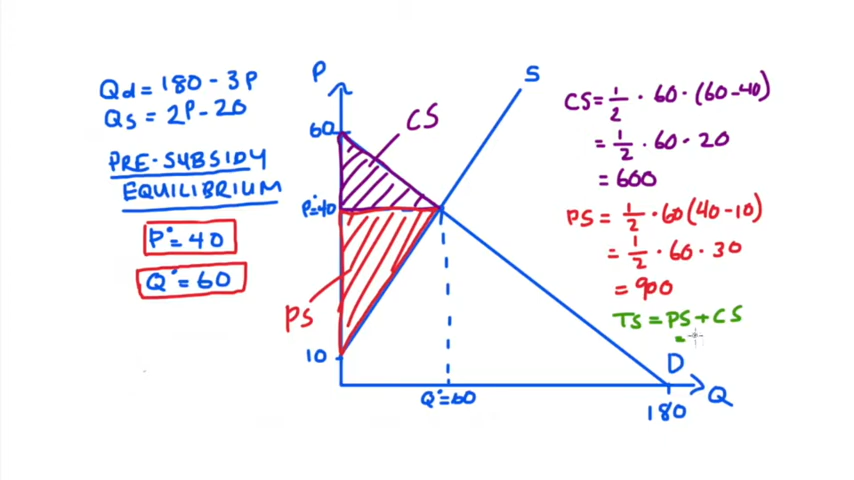 Qd = 180 - 3P
Qs = 2P - 20
PRE-SUBSIDY
EQUILIBRIUM
P* = 40
Q* = 60
P
S
60
CS
P*=40
PS
10
Q*=60
D
180
Q
CS = 1/2 · 60 · (60-40)
= 1/2 · 60 · 20
= 600
PS = 1/2 · 60(40-10)
= 1/2 · 60 · 30
= 900
TS = PS + CS
=